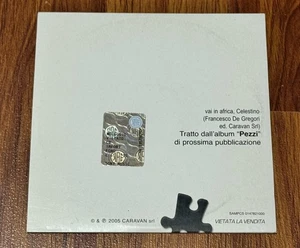 vai in africa, Celestino
(Francesco De Gregori
ed. Caravan Srl)
Tratto dall'album "Pezzi"
di prossima pubblicazione
© & ℗ 2005 CARAVAN srl
VIETATA LA VENDITA